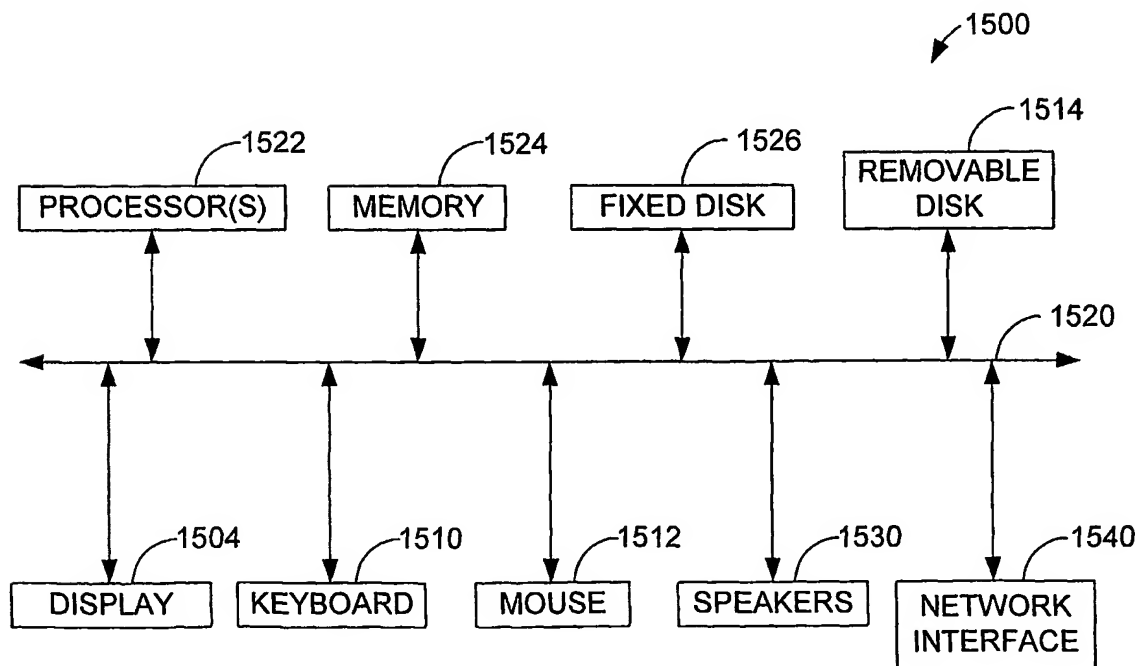 1500
1522
1524
1526
1514
PROCESSOR(S)
MEMORY
FIXED DISK
REMOVABLE
DISK
1520
1504
1510
1512
1530
1540
DISPLAY
KEYBOARD
MOUSE
SPEAKERS
NETWORK
INTERFACE